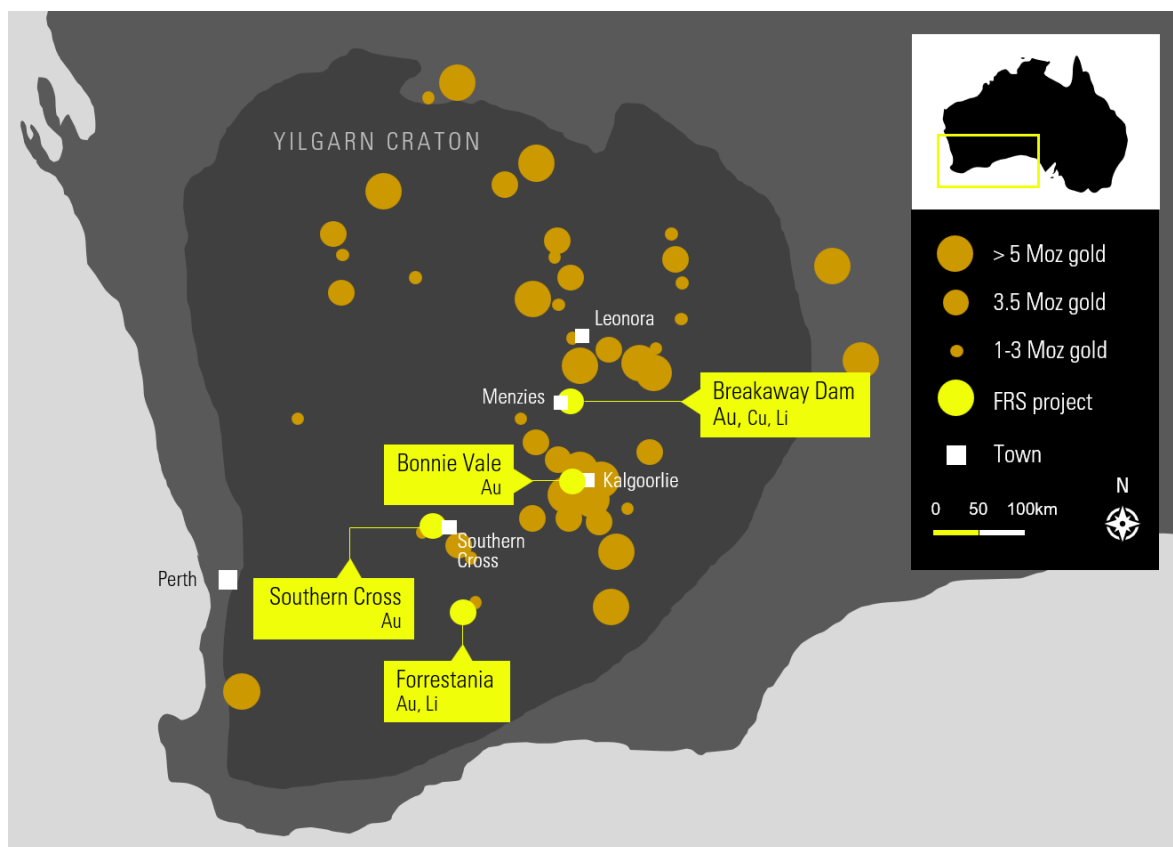 YILGARN CRATON
> 5 Moz gold
3.5 Moz gold
1-3 Moz gold
FRS project
Town
N
0 50 100km
Leonora
Menzies
Breakaway Dam
Au, Cu, Li
Bonnie Vale
Au
Kalgoorlie
Southern
Cross
Perth
Southern Cross
Au
Forrestania
Au, Li